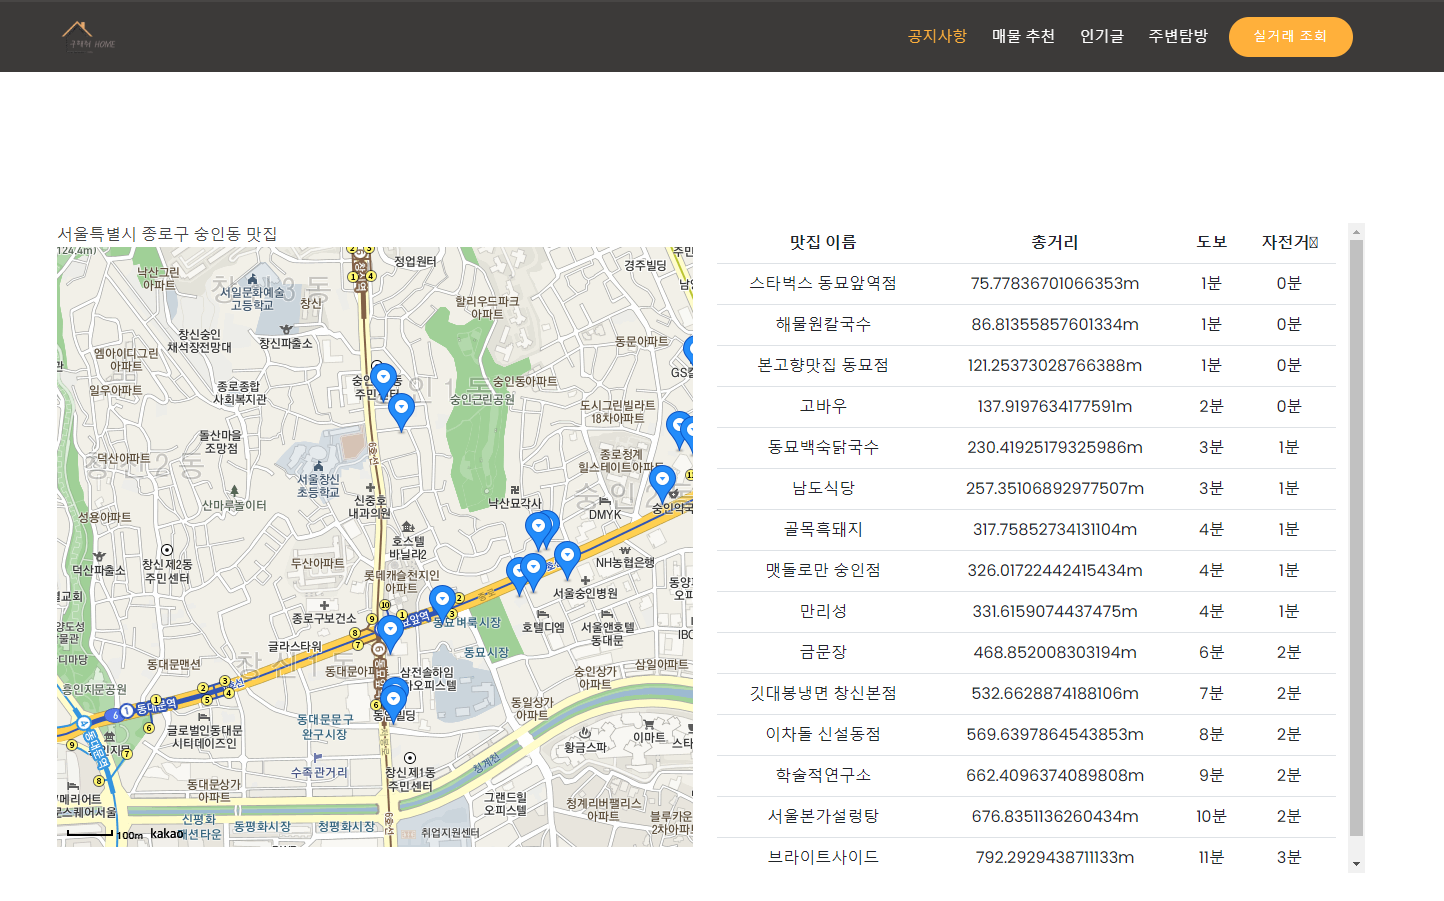 구해줘 HOME
공지사항 매물 추천 인기글 주변탐방 실거래 조회
서울특별시 종로구 숭인동 맛집
맛집 이름 총거리 도보 자전거
스타벅스 동묘앞역점 75.77836701066353m 1분 0분
해물원칼국수 86.81355857601334m 1분 0분
본고향맛집 동묘점 121.25373028766388m 1분 0분
고바우 137.9197634177591m 2분 0분
동묘백숙닭국수 230.41925179325986m 3분 1분
남도식당 257.35106892977507m 3분 1분
골목흑돼지 317.75852734131104m 4분 1분
맷돌로만 숭인점 326.01722442415434m 4분 1분
만리성 331.6159074437475m 4분 1분
금문장 468.852008303194m 6분 2분
깃대봉냉면 창신본점 532.6628874188106m 7분 2분
이차돌 신설동점 569.6397864543853m 8분 2분
학술적연구소 662.4096374089808m 9분 2분
서울본가설렁탕 676.8351136260434m 10분 2분
브라이트사이드 792.2929438711133m 11분 3분
124.4m)
정업원터
경주빌딩
낙산그린
아파트
서일문화예술
고등학교
창신3동
창산
할리우드파크
아파트
창신숭인
채석장전망대
창신파출소
동문아파트
엠아이디그린
아파트
일우아파트
종로종합
사회복지관
주민센터
숭인1동
숭인동아파트
숭인근린공원
도시그린빌라트
18차아파트
돌산마을
조망점
덕산아파트
창신2동
서울창신
초등학교
종로청계
힐스테이트아파트
산마루놀이터
신중호
내과의원
낙산묘각사
DMYK
성용아파트
호스텔
바닐라2
창신제2동
주민센터
덕산파출소
두산아파트
롯데캐슬천지인
아파트
NH농협은행
서울숭인병원
종로구보건소
동묘벼룩시장
호텔디엠
서울앤호텔
동대문
글라스타워
동묘시장
동대문맨션
창신1동
삼전솔하임
숭인상가
아파트
삼일아파트
흥인지문공원
동대문역
동일상가
아파트
글로벌인동대문
시티데이즈인
동대문문구
완구시장
황금스파
이마트
수족관거리
창신제1동
주민센터
청계천
동대문상가
아파트
그랜드힐
오피스텔
청계리버팰리스
아파트
신평화
패션타운
동평화시장
청평화시장
취업지원센터
100m kakao